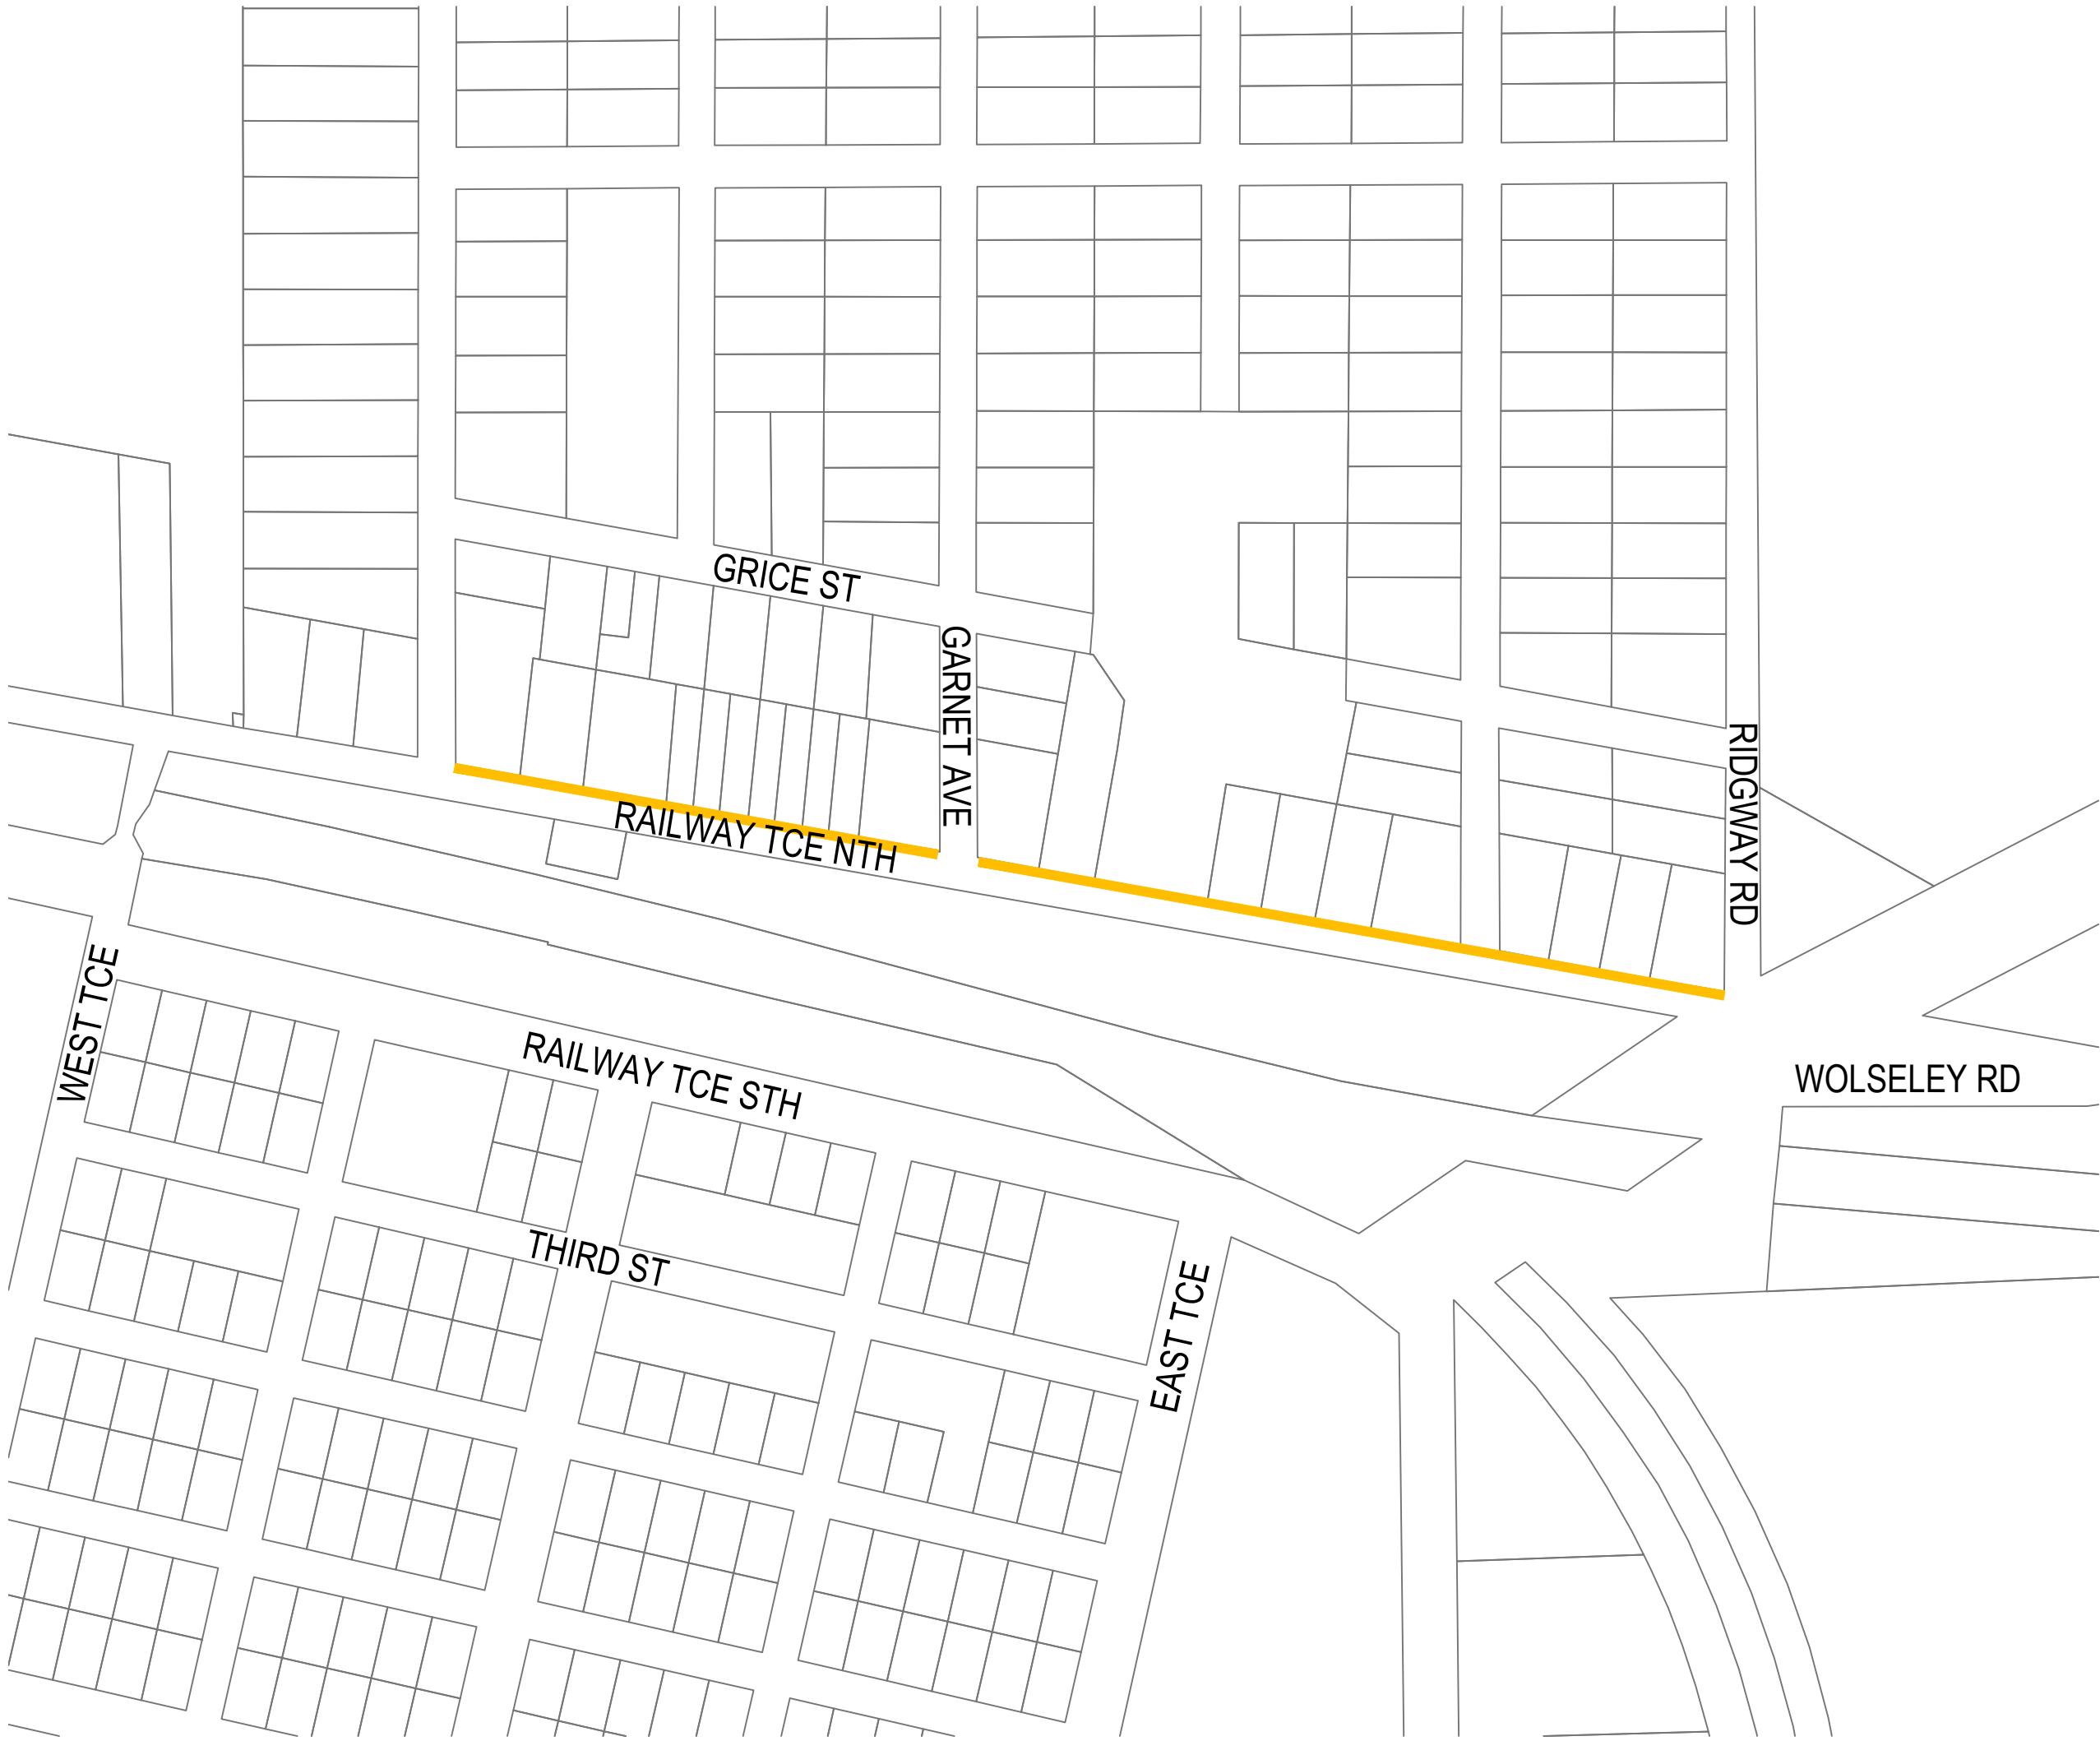 GRICE ST
GARNET AVE
RIDGWAY RD
RAILWAY TCE NTH
WEST TCE
RAILWAY TCE STH
WOLSELEY RD
THIRD ST
EAST TCE